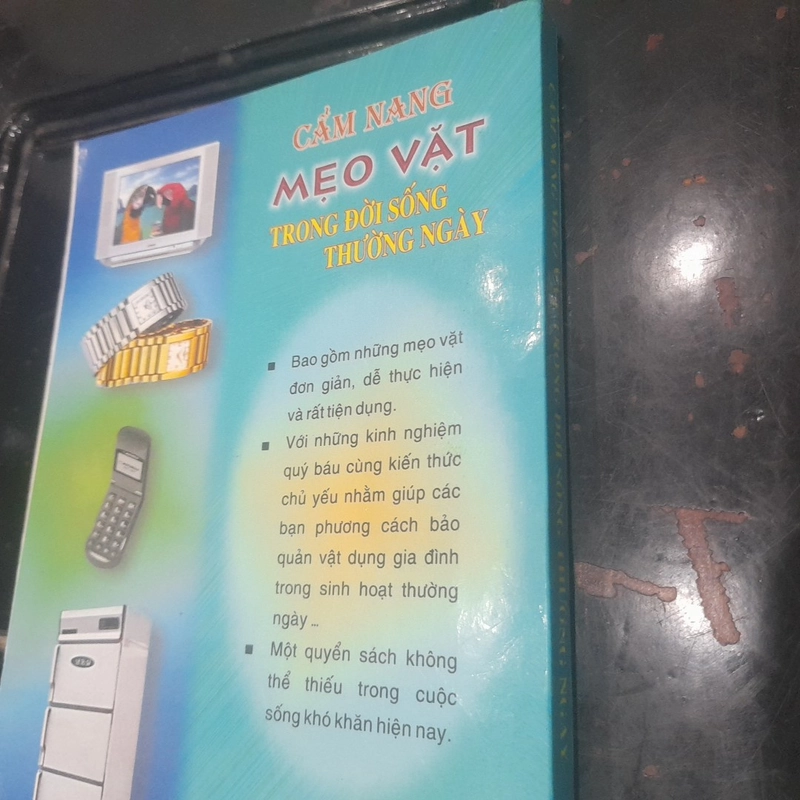 CẨM NANG
MẸO VẶT
TRONG ĐỜI SỐNG
THƯỜNG NGÀY
■ Bao gồm những mẹo vặt
đơn giản, dễ thực hiện
và rất tiện dụng.
■ Với những kinh nghiệm
quý báu cùng kiến thức
chủ yếu nhằm giúp các
bạn phương cách bảo
quản vật dụng gia đình
trong sinh hoạt thường
ngày ...
■ Một quyển sách không
thể thiếu trong cuộc
sống khó khăn hiện nay.